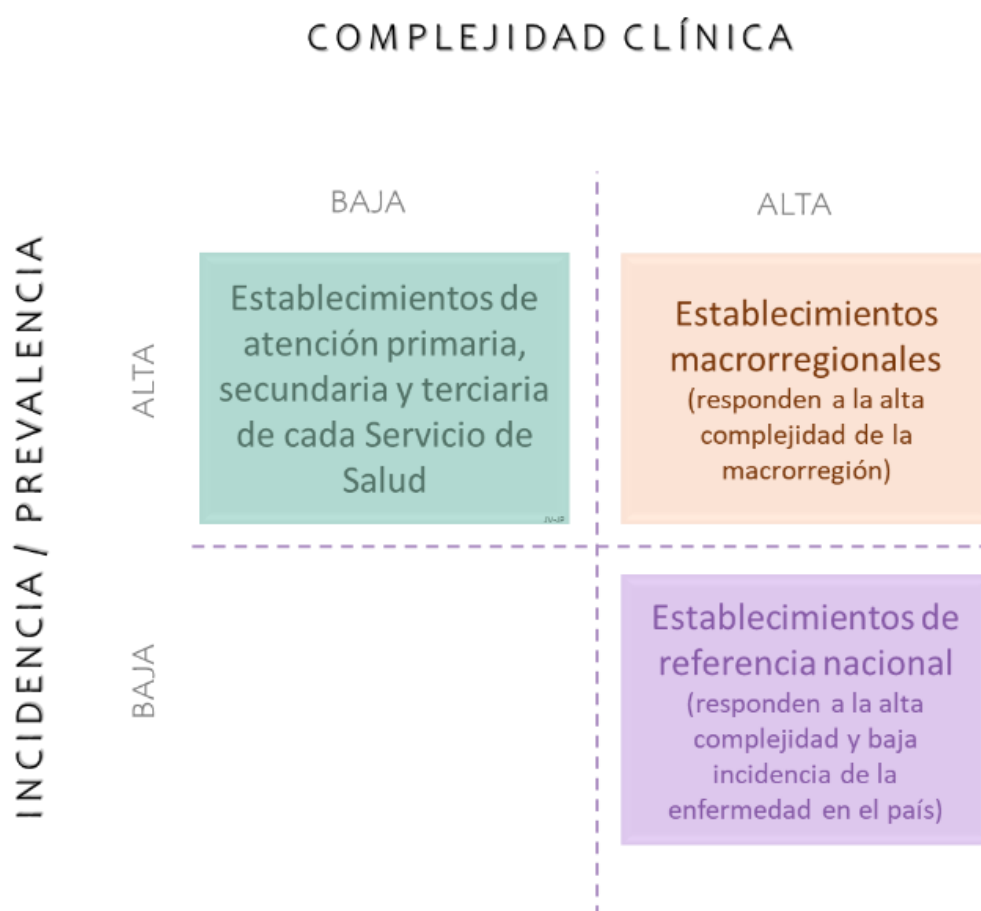 COMPLEJIDAD CLÍNICA
BAJA
ALTA
INCIDENCIA / PREVALENCIA
ALTA
Establecimientos de
atención primaria,
secundaria y terciaria
de cada Servicio de
Salud
Establecimientos
macrorregionales
(responden a la alta
complejidad de la
macrorregión)
BAJA
Establecimientos de
referencia nacional
(responden a la alta
complejidad y baja
incidencia de la
enfermedad en el país)